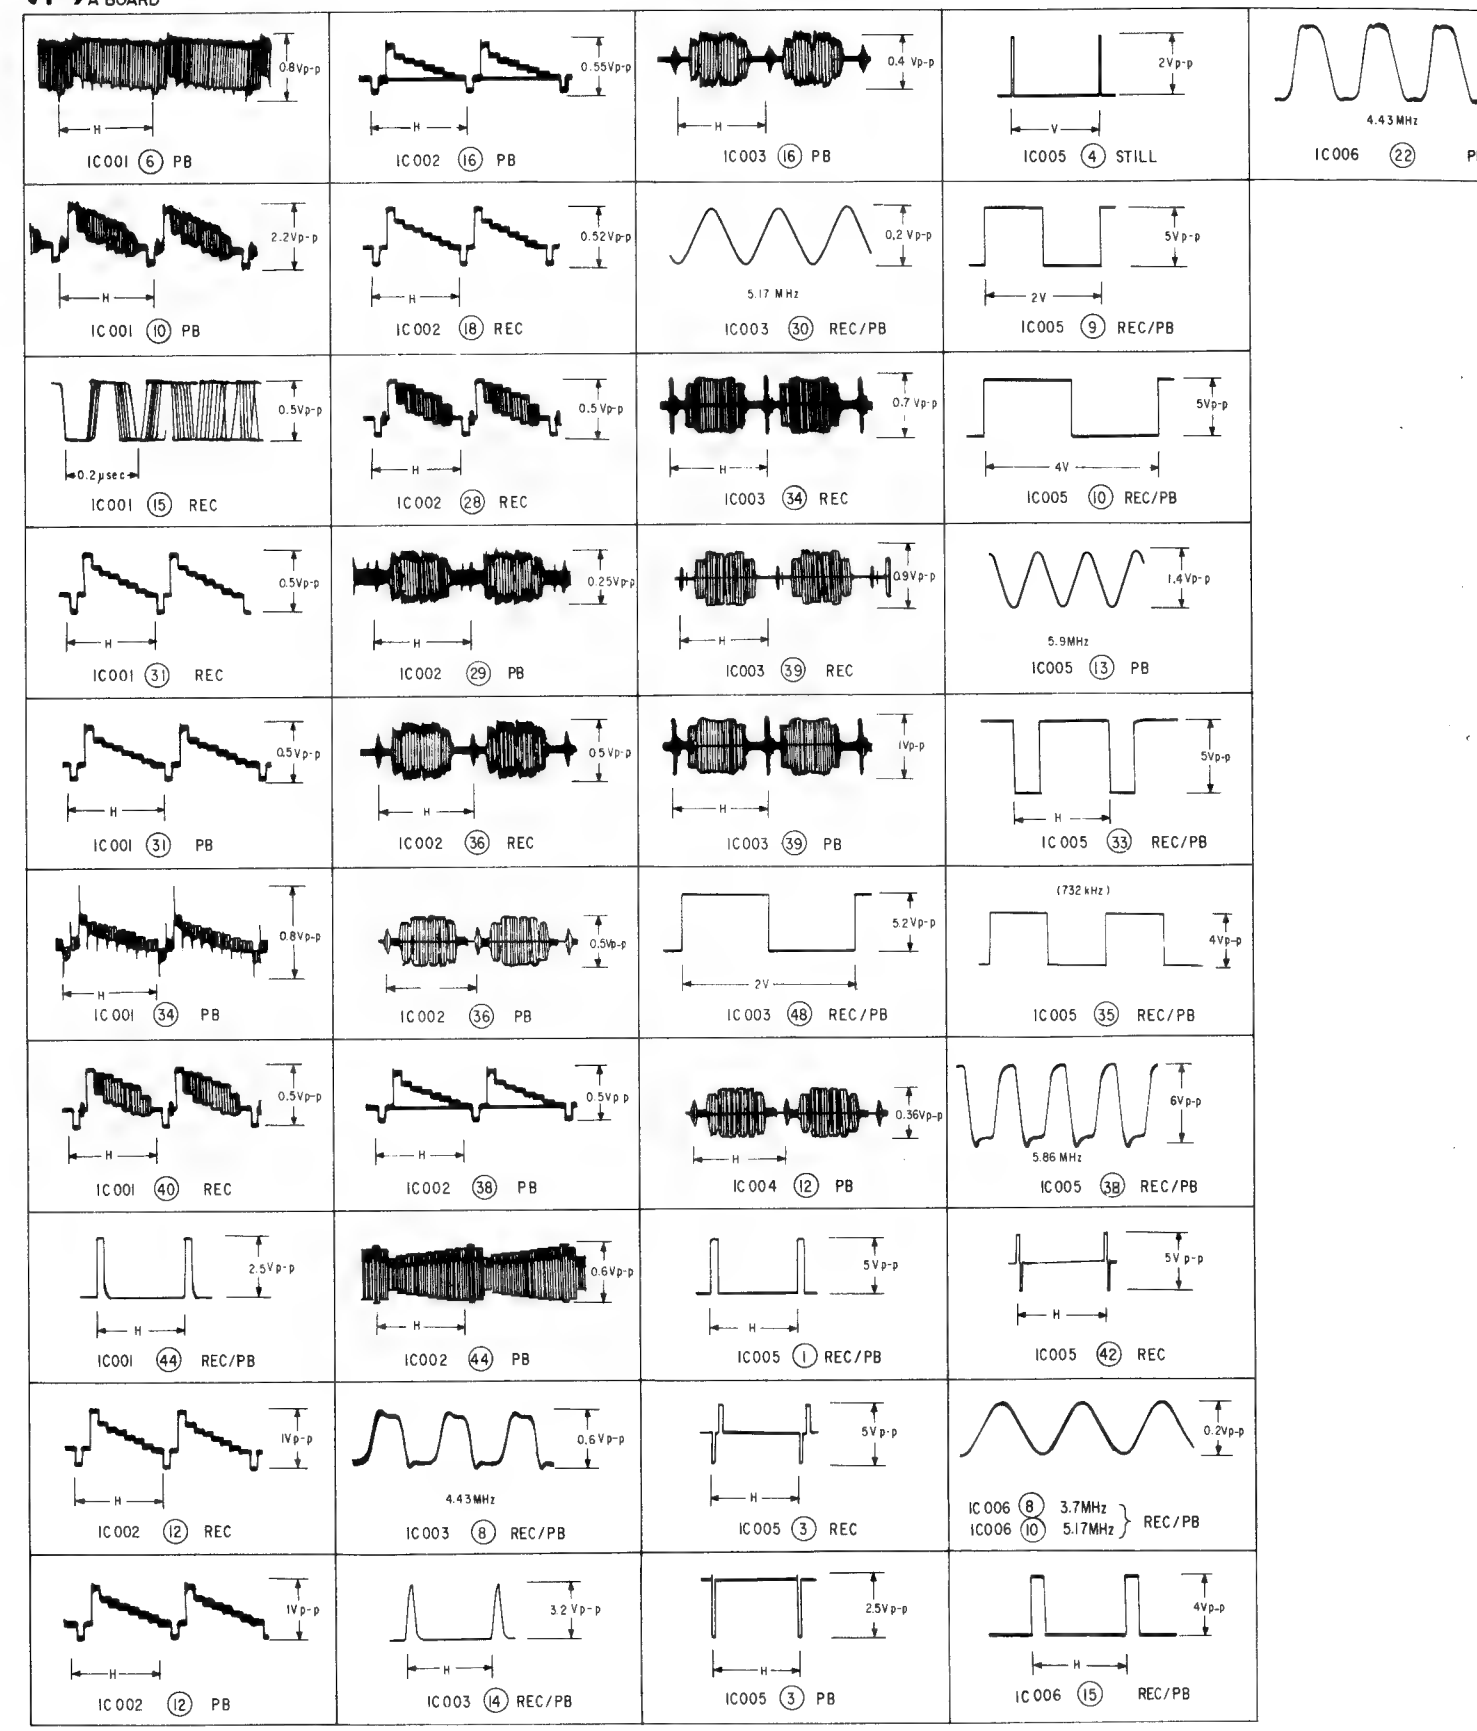 A BOARD
0.8Vp-p
H
IC001 (6) PB
0.55Vp-p
H
IC002 (16) PB
0.4 Vp-p
H
IC003 (16) PB
2Vp-p
V
IC005 (4) STILL
4.43MHz
IC006 (22)
2.2Vp-p
H
IC001 (10) PB
0.52Vp-p
H
IC002 (18) REC
0.2Vp-p
5.17 MHz
IC003 (30) REC/PB
5Vp-p
2V
IC005 (9) REC/PB
0.5Vp-p
0.2μsec
IC001 (15) REC
0.5Vp-p
H
IC002 (28) REC
0.7 Vp-p
H
IC003 (34) REC
5Vp-p
4V
IC005 (10) REC/PB
0.5Vp-p
H
IC001 (31) REC
0.25Vp-p
H
IC002 (29) PB
0.9Vp-p
H
IC003 (39) REC
1.4Vp-p
5.9MHz
IC005 (13) PB
0.5Vp-p
H
IC001 (31) PB
0.5Vp-p
H
IC002 (36) REC
1Vp-p
H
IC003 (39) PB
5Vp-p
H
IC005 (33) REC/PB
0.8Vp-p
H
IC001 (34) PB
0.5Vp-p
IC002 (36) PB
5.2Vp-p
2V
IC003 (48) REC/PB
(732 kHz)
4Vp-p
IC005 (35) REC/PB
0.5Vp-p
H
IC001 (40) REC
0.5Vp-p
H
IC002 (38) PB
0.36Vp-p
H
IC004 (12) PB
6Vp-p
5.86 MHz
IC005 (38) REC/PB
2.5Vp-p
H
IC001 (44) REC/PB
0.6Vp-p
H
IC002 (44) PB
5Vp-p
H
IC005 (1) REC/PB
5Vp-p
H
IC005 (42) REC
1Vp-p
H
IC002 (12) REC
0.6Vp-p
4.43MHz
IC003 (8) REC/PB
5Vp-p
H
IC005 (3) REC
0.2Vp-p
IC006 (8) 3.7MHz
IC006 (10) 5.17MHz } REC/PB
1Vp-p
H
IC002 (12) PB
3.2Vp-p
H
IC003 (14) REC/PB
2.5Vp-p
H
IC005 (3) PB
4Vp-p
H
IC006 (15) REC/PB